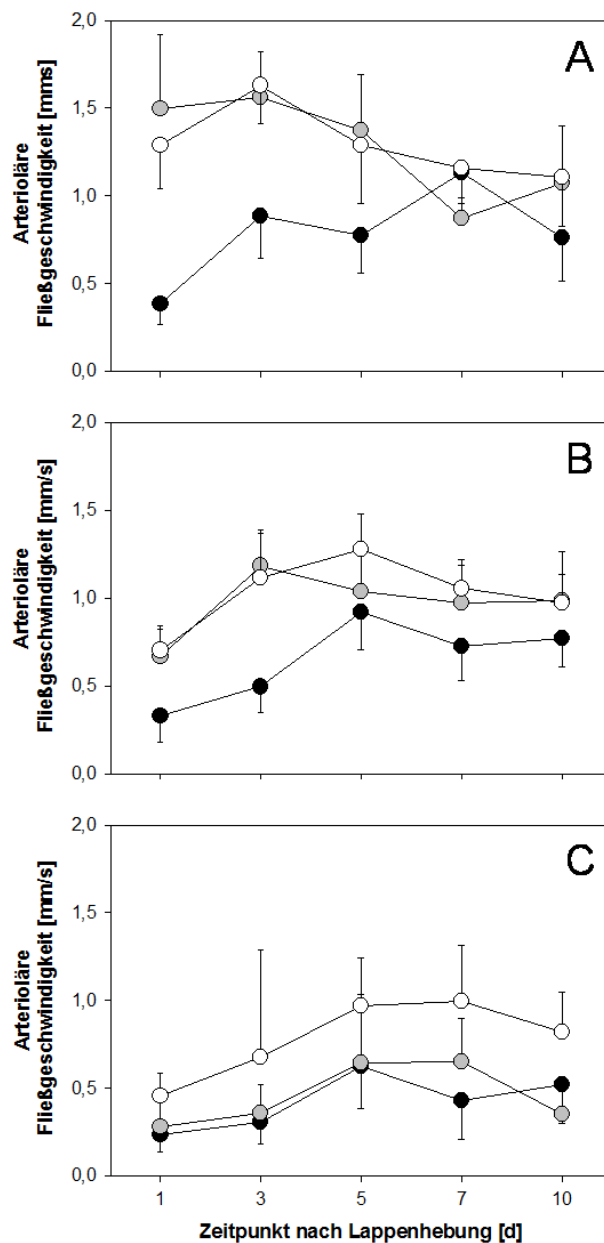 A
Arterioläre
Fließgeschwindigkeit [mms]
2,0
1,5
1,0
0,5
0,0
B
Arterioläre
Fließgeschwindigkeit [mm/s]
2,0
1,5
1,0
0,5
0,0
C
Arterioläre
Fließgeschwindigkeit [mm/s]
2,0
1,5
1,0
0,5
0,0
1 3 5 7 10
Zeitpunkt nach Lappenhebung [d]